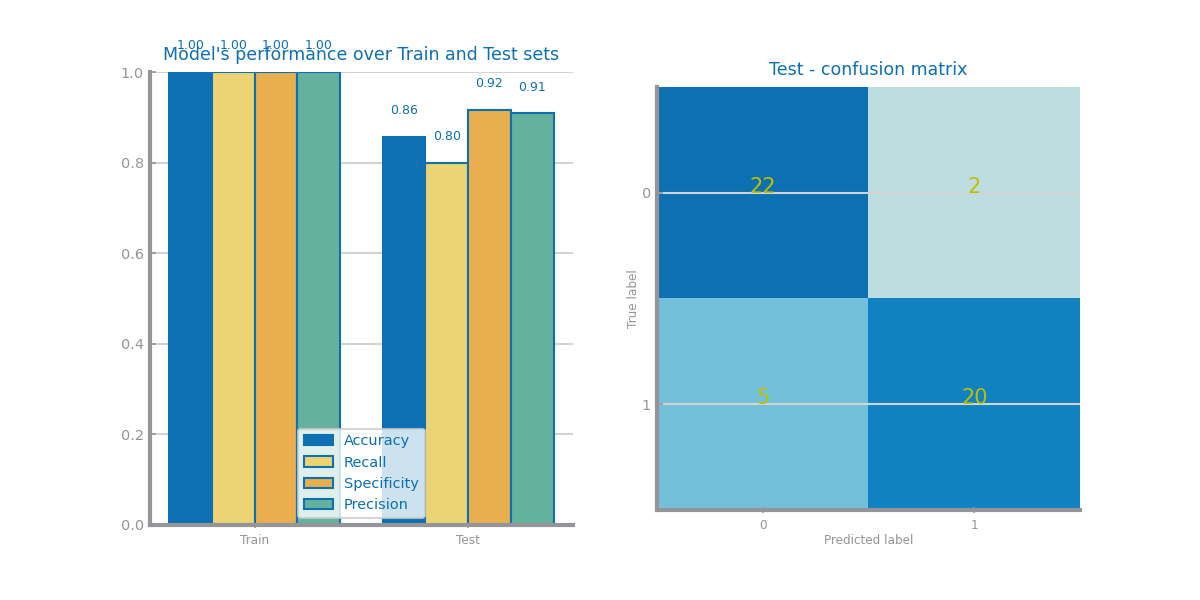 1.00 1.00 1.00 1.00
Model's performance over Train and Test sets
1.0
0.8
0.6
0.4
0.2
0.0
0.86
0.80
0.92
0.91
Accuracy
Recall
Specificity
Precision
Train
Test
Test - confusion matrix
True label
0
1
22
2
5
20
0
1
Predicted label